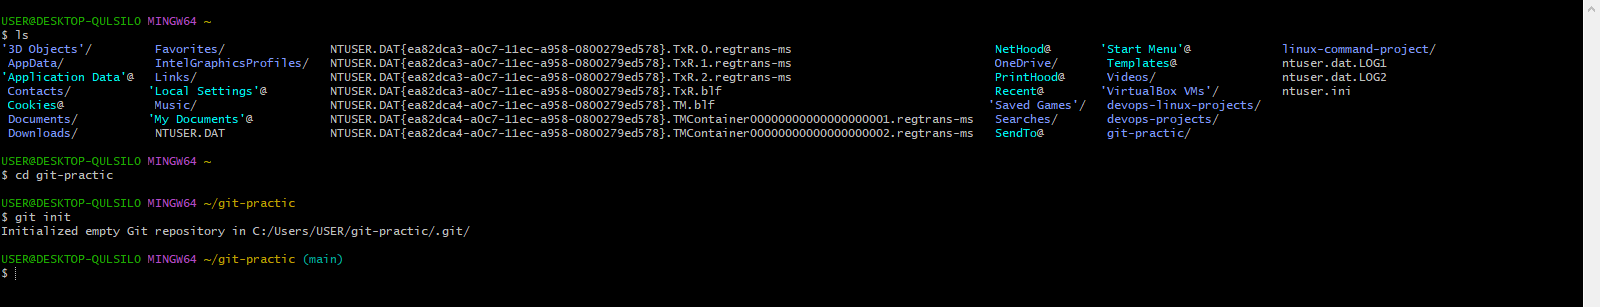 USER@DESKTOP-QULSILO MINGW64 ~
$ ls
'3D Objects'/ Favorites/ NTUSER.DAT{ea82dca3-a0c7-11ec-a958-0800279ed578}.TxR.0.regtrans-ms NetHood@ 'Start Menu'@ linux-command-project/
AppData/ IntelGraphicsProfiles/ NTUSER.DAT{ea82dca3-a0c7-11ec-a958-0800279ed578}.TxR.1.regtrans-ms OneDrive/ Templates@ ntuser.dat.LOG1
'Application Data'@ Links/ NTUSER.DAT{ea82dca3-a0c7-11ec-a958-0800279ed578}.TxR.2.regtrans-ms PrintHood@ Videos/ ntuser.dat.LOG2
Contacts/ 'Local Settings'@ NTUSER.DAT{ea82dca3-a0c7-11ec-a958-0800279ed578}.TxR.blf Recent@ 'VirtualBox VMs'/ ntuser.ini
Cookies@ Music/ NTUSER.DAT{ea82dca4-a0c7-11ec-a958-0800279ed578}.TM.blf 'Saved Games'/ devops-linux-projects/
Documents/ 'My Documents'@ NTUSER.DAT{ea82dca4-a0c7-11ec-a958-0800279ed578}.TMContainer00000000000000000001.regtrans-ms Searches/ devops-projects/
Downloads/ NTUSER.DAT NTUSER.DAT{ea82dca4-a0c7-11ec-a958-0800279ed578}.TMContainer00000000000000000002.regtrans-ms SendTo@ git-practic/
USER@DESKTOP-QULSILO MINGW64 ~
$ cd git-practic
USER@DESKTOP-QULSILO MINGW64 ~/git-practic
$ git init
Initialized empty Git repository in C:/Users/USER/git-practic/.git/
USER@DESKTOP-QULSILO MINGW64 ~/git-practic (main)
$